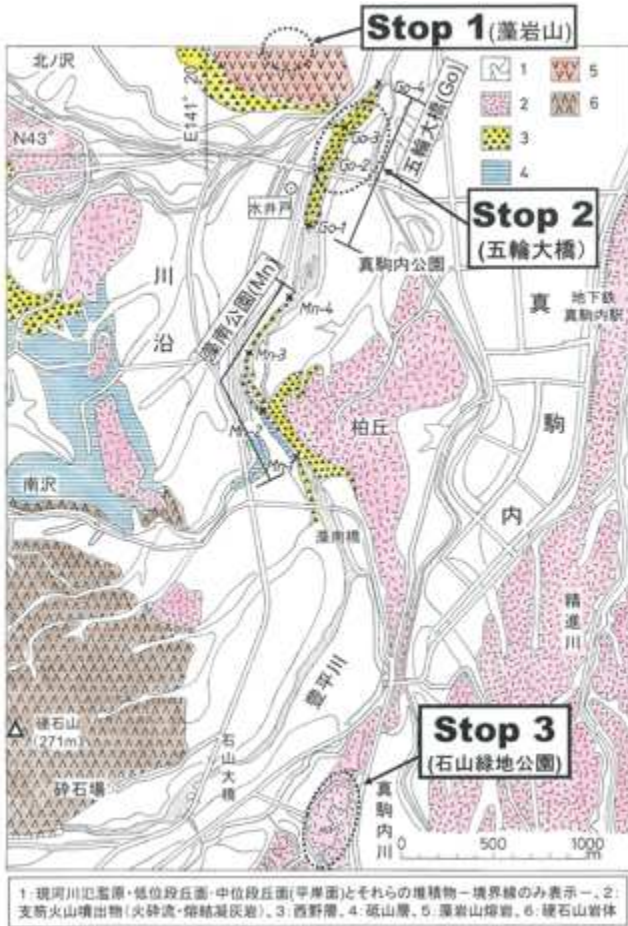 Stop 1(藻岩山)
北ノ沢
E141° 20'
N43°
1
2
3
4
5
6
五輪大橋(Go)
Go-3
Go-2
Go-1
水井戸
Stop 2
(五輪大橋)
真駒内公園
地下鉄
真駒内駅
川沿
藻南公園(Mn)
Mn-4
Mn-3
Mn-2
Mn-1
柏丘
真駒内
南沢
藻南橋
精進川
豊平川
硬石山
(271m)
砕石場
石山大橋
Stop 3
(石山緑地公園)
真駒内川
0 500 1000
m
1:現河川氾濫原・低位段丘面・中位段丘面(平岸面)とそれらの堆積物-境界線のみ表示-、2:
支笏火山噴出物(火砕流・熔結凝灰岩)、3:西野層、4:砥山層、5:藻岩山熔岩、6:硬石山岩体